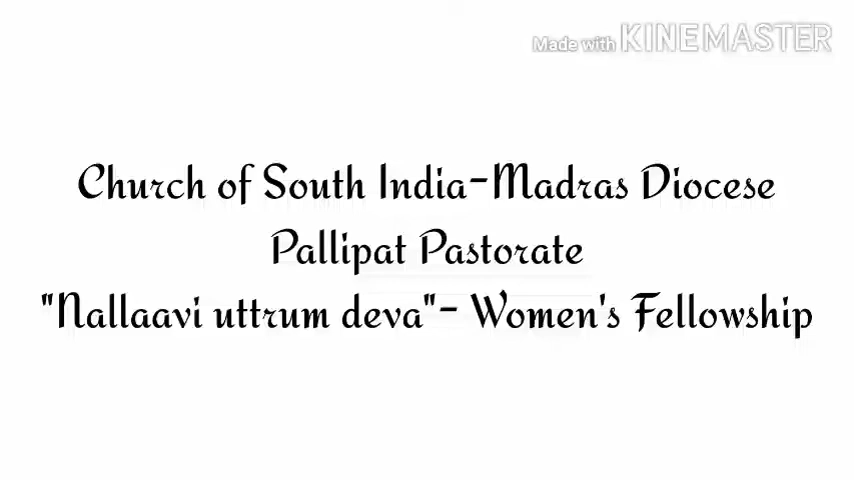 Made with KINEMASTER
Church of South India-Madras Diocese
Pallipat Pastorate
"Nallaavi uttrum deva"- Women's Fellowship